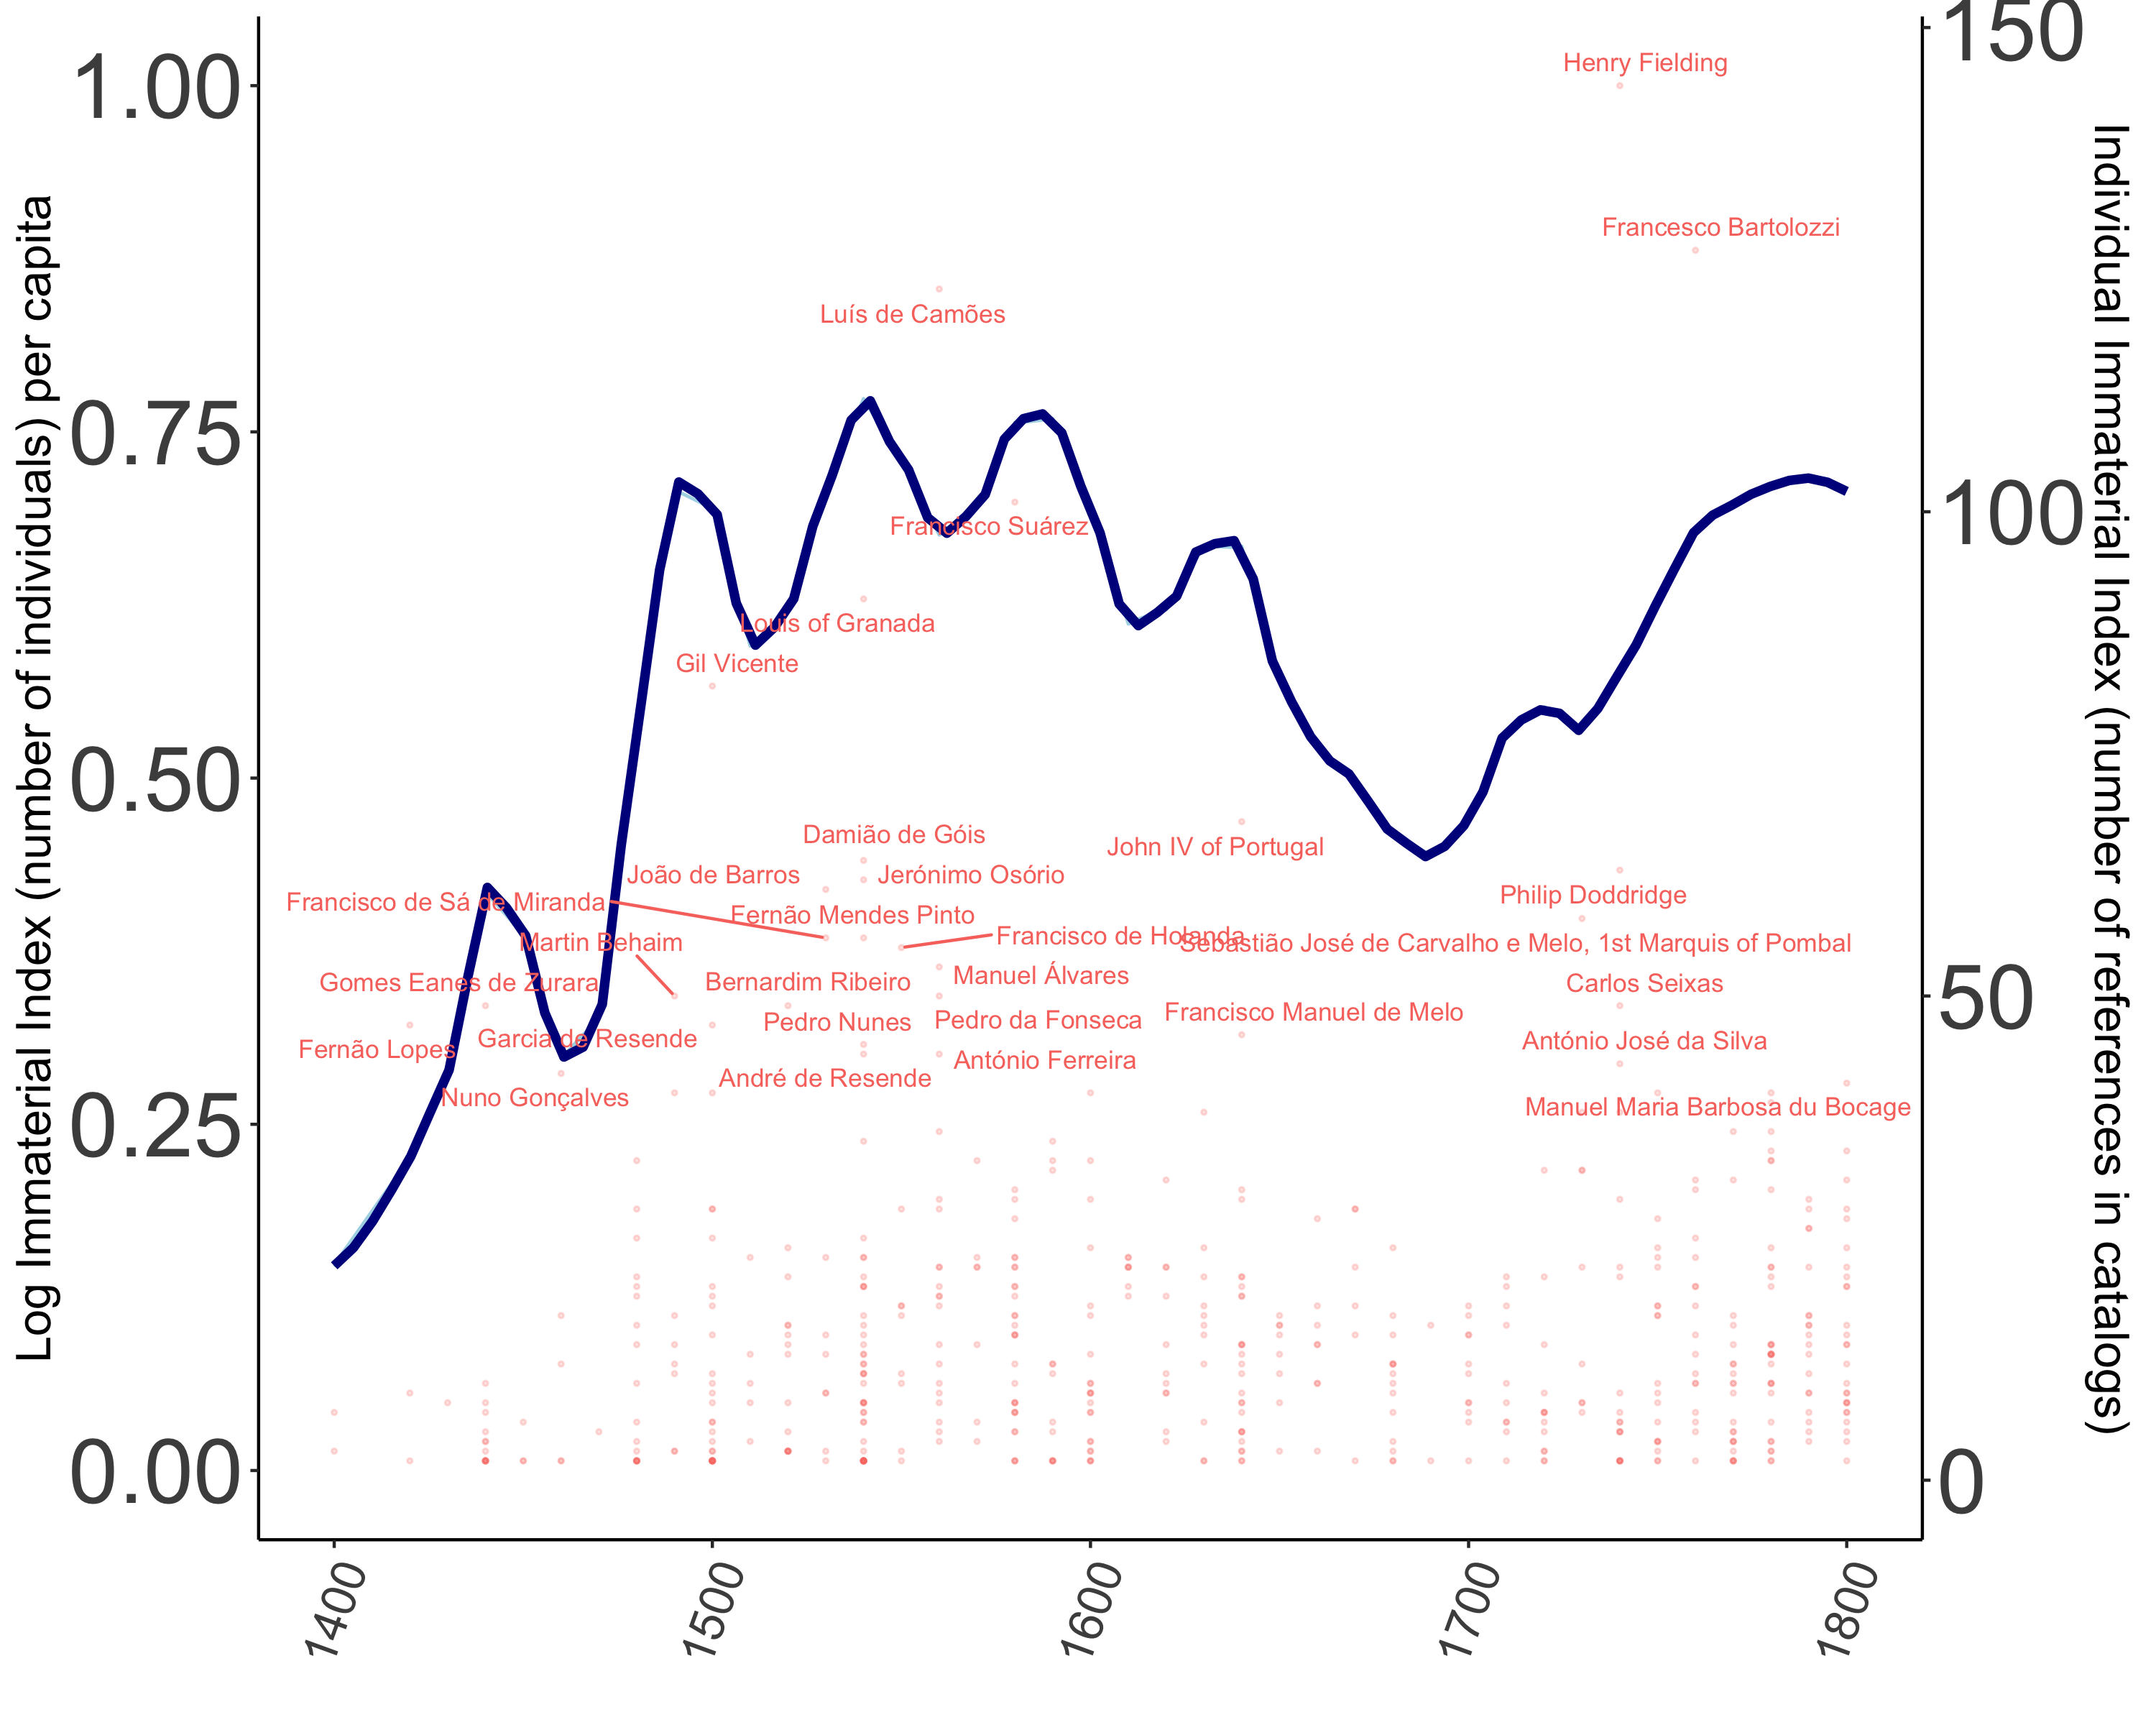 150
Henry Fielding
1.00
Francesco Bartolozzi
Luís de Camões
0.75
100
Francisco Suárez
Louis of Granada
Gil Vicente
0.50
Damião de Góis
John IV of Portugal
João de Barros
Jerónimo Osório
Philip Doddridge
Francisco de Sá de Miranda
Fernão Mendes Pinto
Francisco de Holanda
Martin Behaim
Sebastião José de Carvalho e Melo, 1st Marquis of Pombal
Manuel Álvares
Gomes Eanes de Zurara
Bernardim Ribeiro
Carlos Seixas
50
Francisco Manuel de Melo
Pedro Nunes
Pedro da Fonseca
Garcia de Resende
António José da Silva
Fernão Lopes
António Ferreira
André de Resende
Nuno Gonçalves
Manuel Maria Barbosa du Bocage
0.25
0.00
0
1400
1500
1600
1700
1800
Log Immaterial Index (number of individuals) per capita
Individual Immaterial Index (number of references in catalogs)